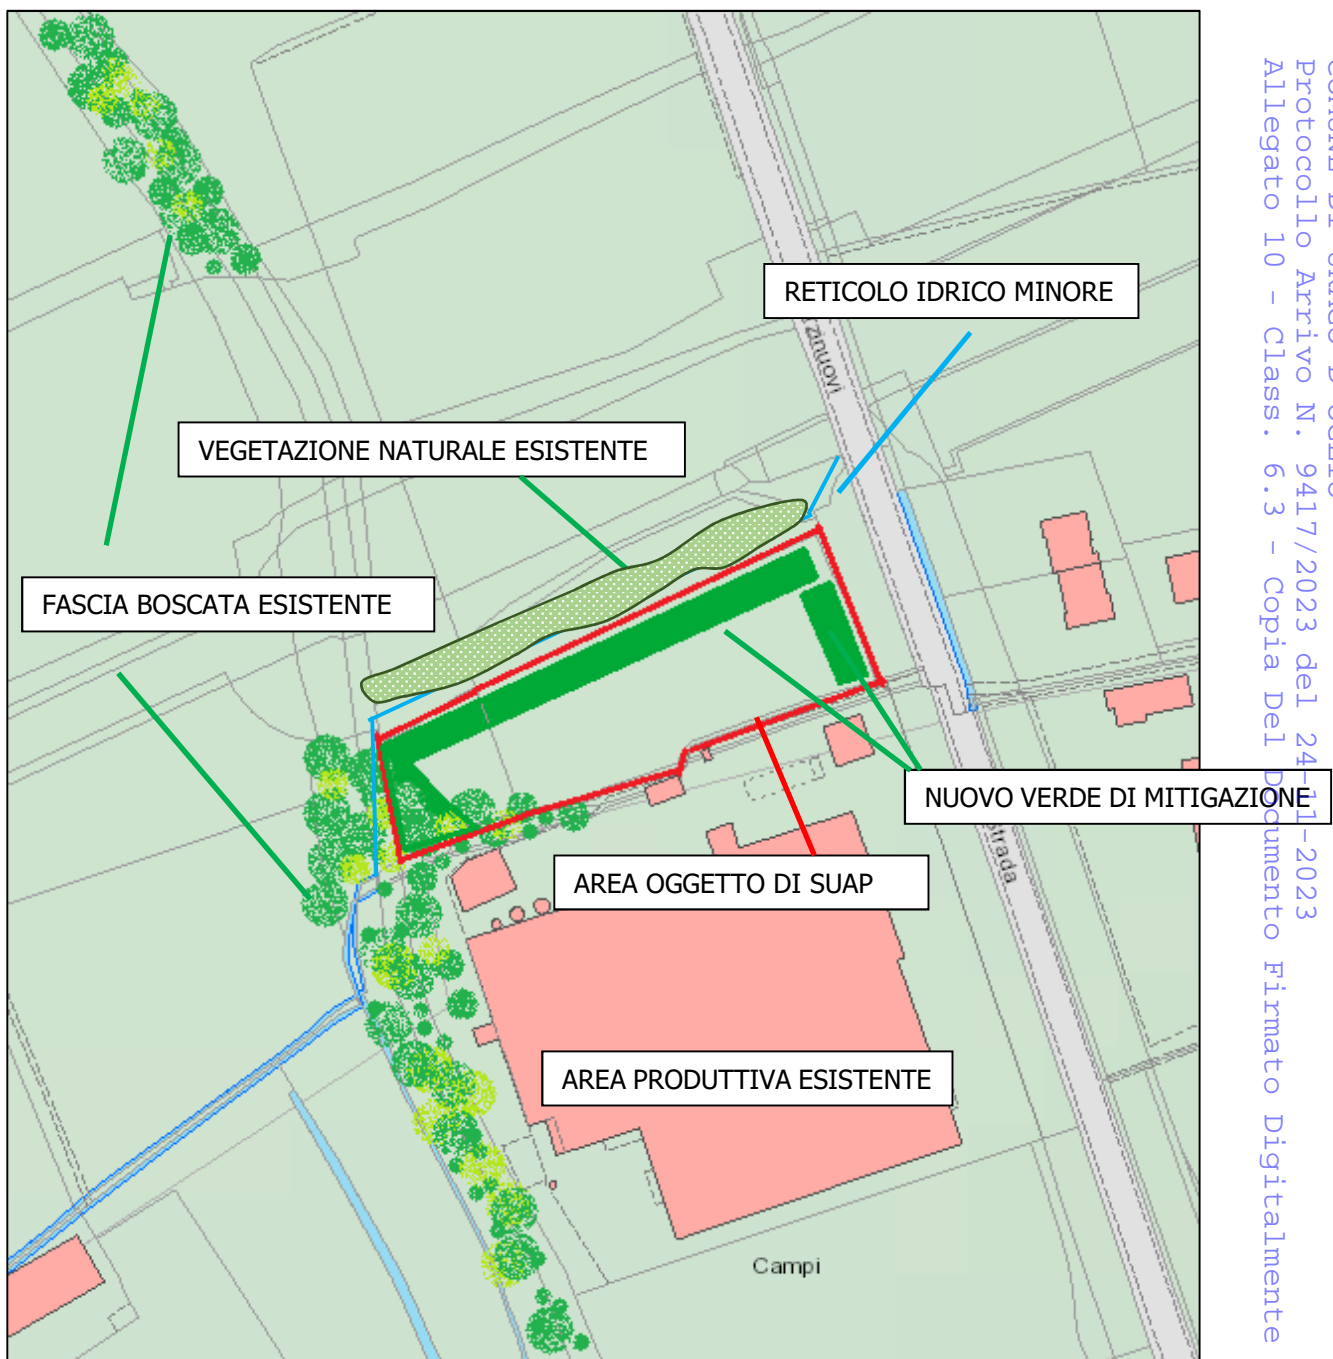 RETICOLO IDRICO MINORE
VEGETAZIONE NATURALE ESISTENTE
FASCIA BOSCATA ESISTENTE
NUOVO VERDE DI MITIGAZIONE
AREA OGGETTO DI SUAP
AREA PRODUTTIVA ESISTENTE
Campi
Protocollo Arrivo N. 9417/2023 del 24-11-2023
Allegato 10 - Class. 6.3 - Copia Del Documento Firmato Digitalmente